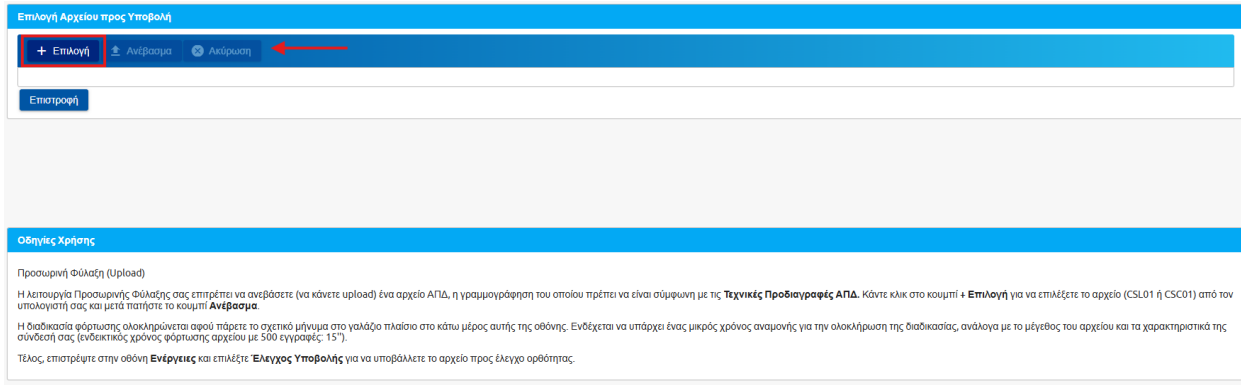 Επιλογή Αρχείου προς Υποβολή
+ Επιλογή Ανέβασμα Ακύρωση
Επιστροφή
Οδηγίες Χρήσης
Προσωρινή Φύλαξη (Upload)
Η λειτουργία Προσωρινής Φύλαξης σας επιτρέπει να ανεβάσετε (να κάνετε upload) ένα αρχείο ΑΠΔ, η γραμμογράφηση του οποίου πρέπει να είναι σύμφωνη με τις Τεχνικές Προδιαγραφές ΑΠΔ. Κάντε κλικ στο κουμπί + Επιλογή για να επιλέξετε το αρχείο (CSL01 ή CSC01) από τον
υπολογιστή σας και μετά πατήστε το κουμπί Ανέβασμα.
Η διαδικασία φόρτωσης ολοκληρώνεται αφού πάρετε το σχετικό μήνυμα στο γαλάζιο πλαίσιο στο κάτω μέρος αυτής της οθόνης. Ενδέχεται να υπάρχει ένας μικρός χρόνος αναμονής για την ολοκλήρωση της διαδικασίας, ανάλογα με το μέγεθος του αρχείου και τα χαρακτηριστικά της
σύνδεσή σας (ενδεικτικός χρόνος φόρτωσης αρχείου με 500 εγγραφές: 15").
Τέλος, επιστρέψτε στην οθόνη Ενέργειες και επιλέξτε Έλεγχος Υποβολής για να υποβάλλετε το αρχείο προς έλεγχο ορθότητας.